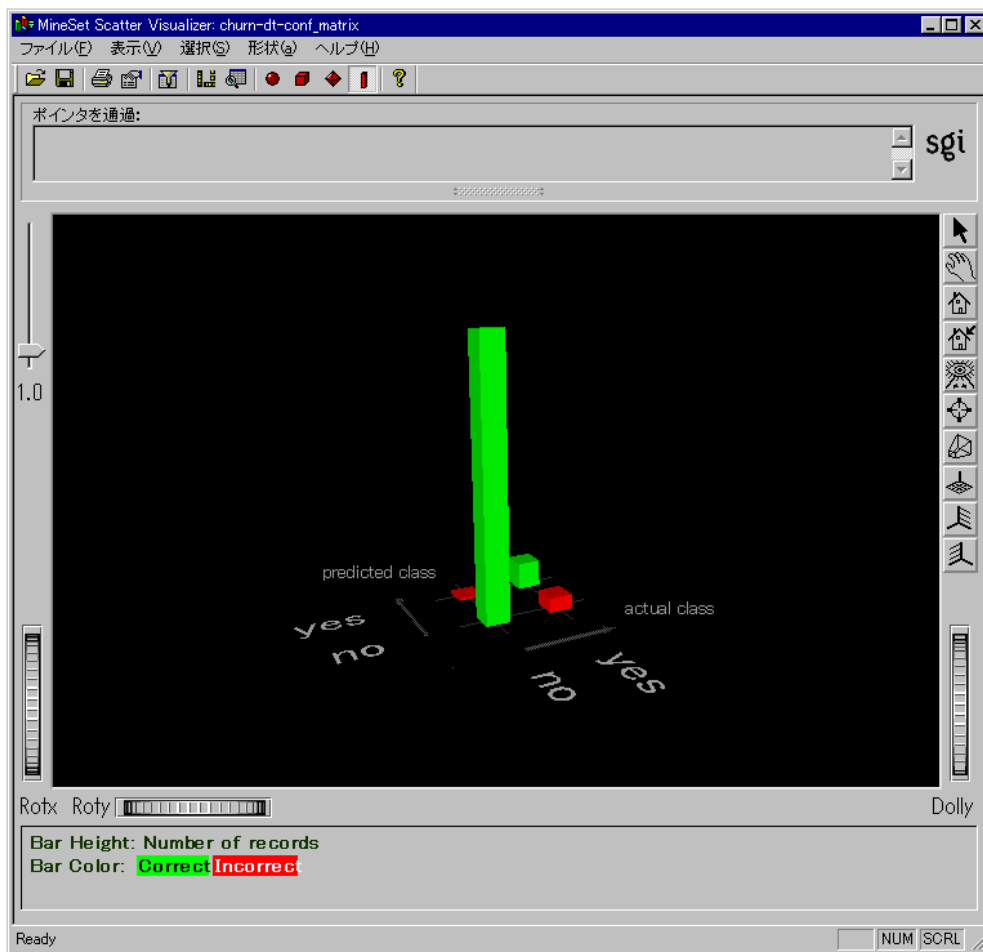 MineSet Scatter Visualizer: churn-dt-conf_matrix
ファイル(F) 表示(V) 選択(S) 形状(a) ヘルプ(H)
ポインタを通過:
sgi
1.0
predicted class
yes
no
actual class
yes
no
Rotx Roty
Dolly
Bar Height: Number of records
Bar Color: Correct Incorrect
Ready
NUM SCRL